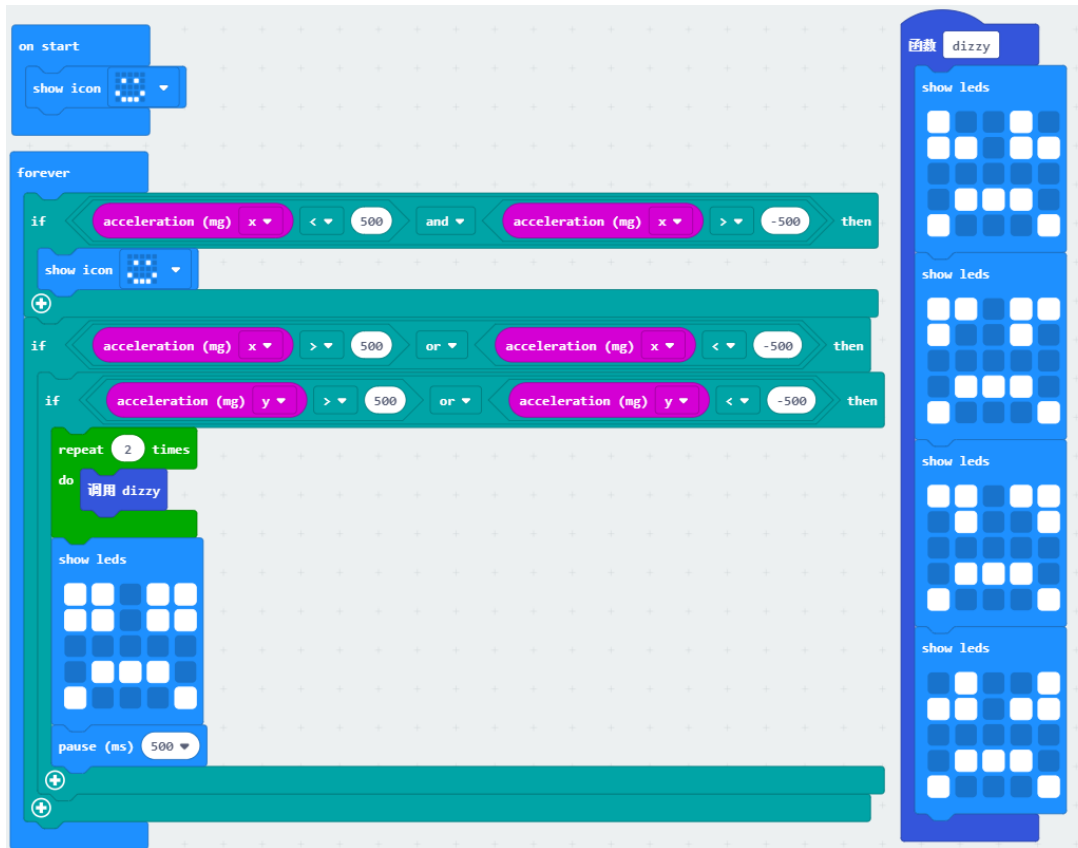 on start
show icon
forever
if acceleration (mg) x < 500 and acceleration (mg) x > -500 then
show icon
if acceleration (mg) x > 500 or acceleration (mg) x < -500 then
if acceleration (mg) y > 500 or acceleration (mg) y < -500 then
repeat 2 times
do 调用 dizzy
show leds
pause (ms) 500
函数 dizzy
show leds
show leds
show leds
show leds